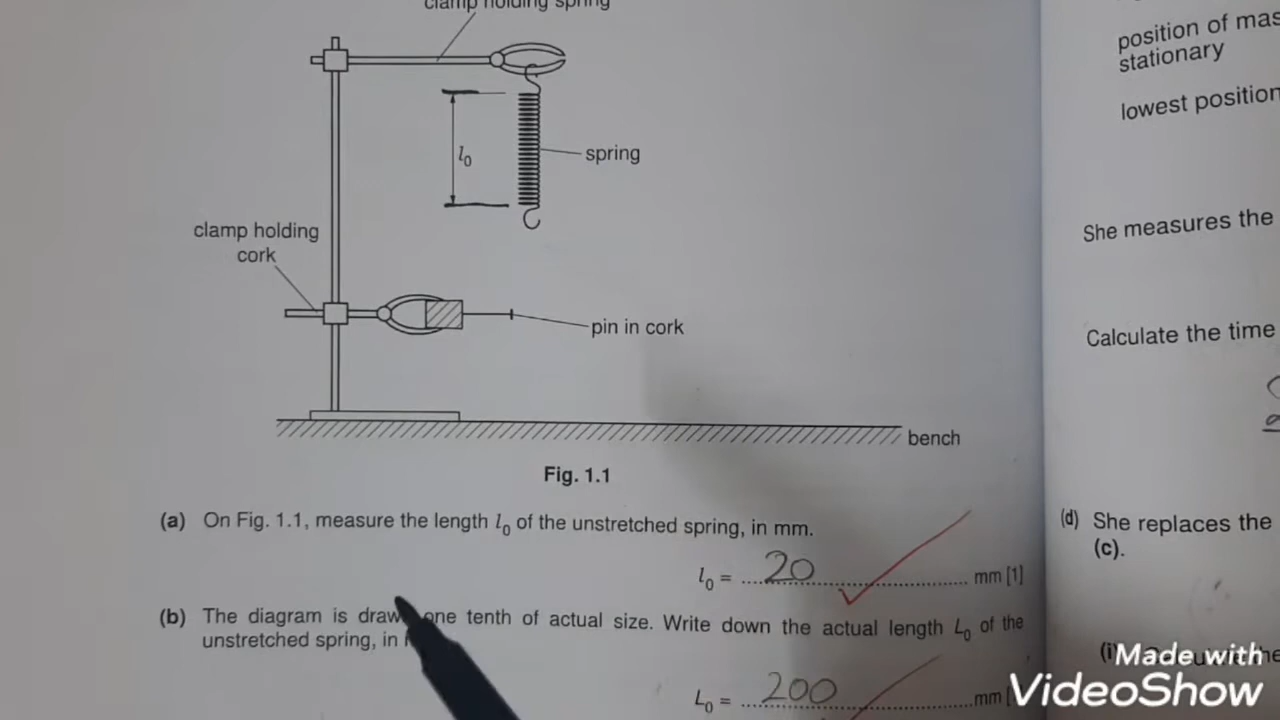 clamp holding spring
l0
spring
clamp holding
cork
pin in cork
bench
Fig. 1.1
(a) On Fig. 1.1, measure the length l0 of the unstretched spring, in mm.
l0 = 20 mm [1]
(b) The diagram is drawn one tenth of actual size. Write down the actual length L0 of the
unstretched spring, in
L0 = 200 mm
position of mas
stationary
lowest position
She measures the
Calculate the time
(d) She replaces the
(c).
(i)
Made with
VideoShow